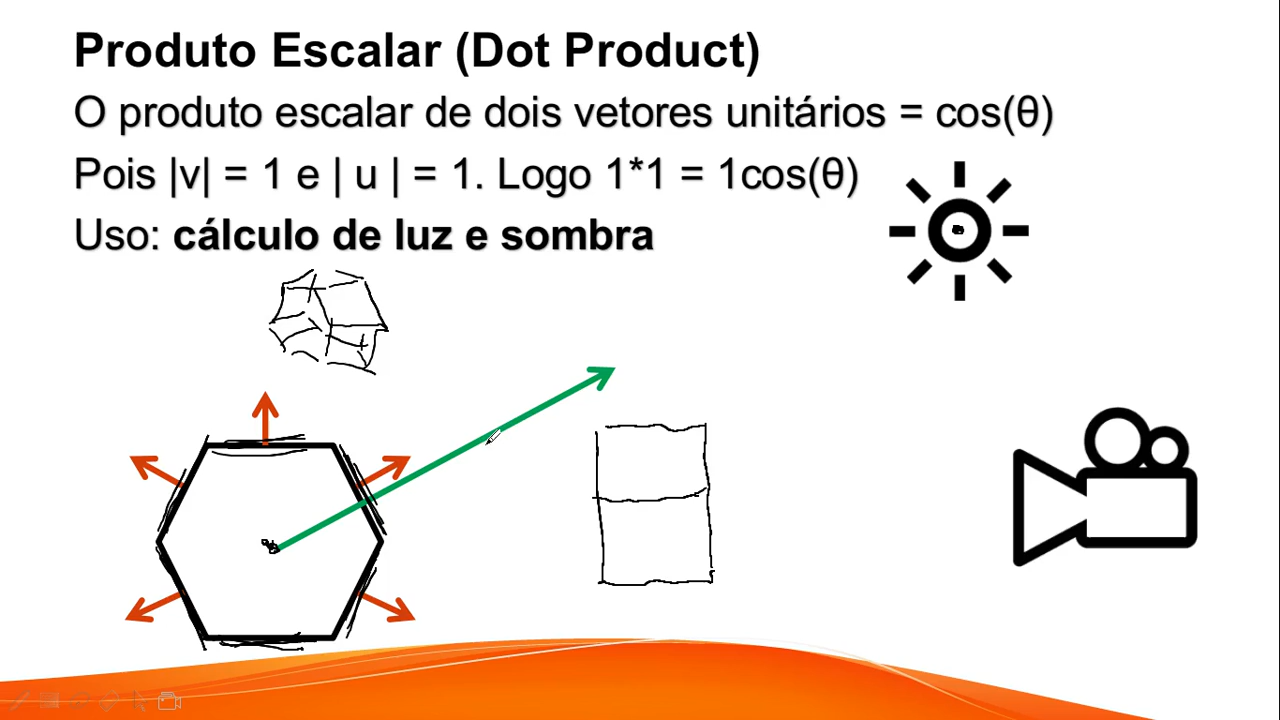 Produto Escalar (Dot Product)
O produto escalar de dois vetores unitários = cos(θ)
Pois |v| = 1 e | u | = 1. Logo 1*1 = 1cos(θ)
Uso: cálculo de luz e sombra